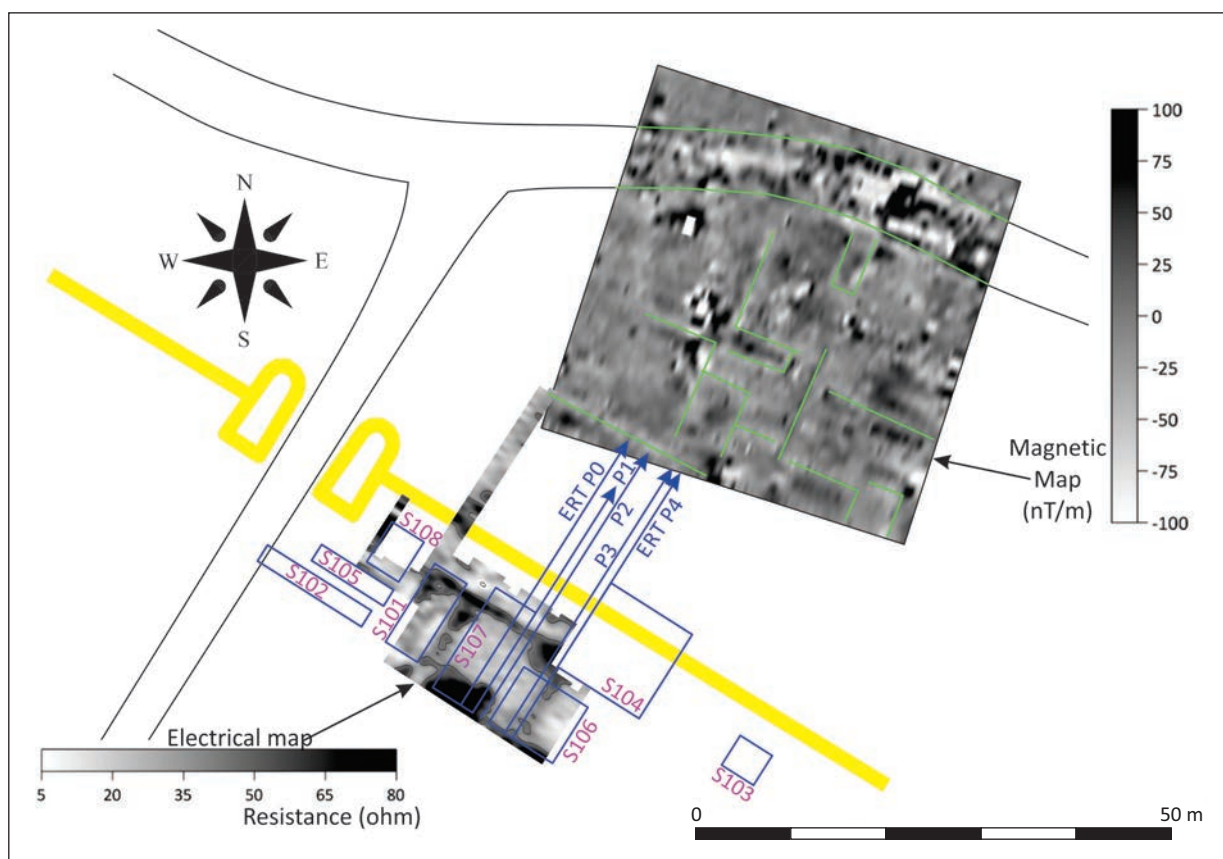 N
W E
S
100
75
50
25
0
-25
-50
-75
-100
Magnetic
Map
(nT/m)
ERT P0
P1
P2
P3
ERT P4
S108
S105
S102
S101
S107
S104
S106
S103
Electrical map
5 20 35 50 65 80
Resistance (ohm)
0 50 m